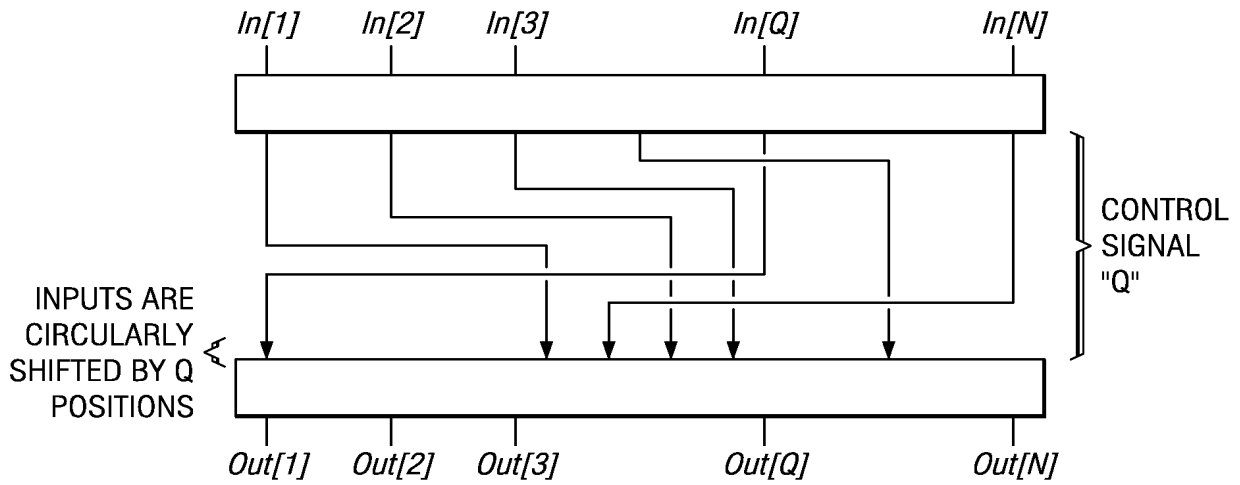 In[1] In[2] In[3] In[Q] In[N]
CONTROL
SIGNAL
"Q"
INPUTS ARE
CIRCULARLY
SHIFTED BY Q
POSITIONS
Out[1] Out[2] Out[3] Out[Q] Out[N]